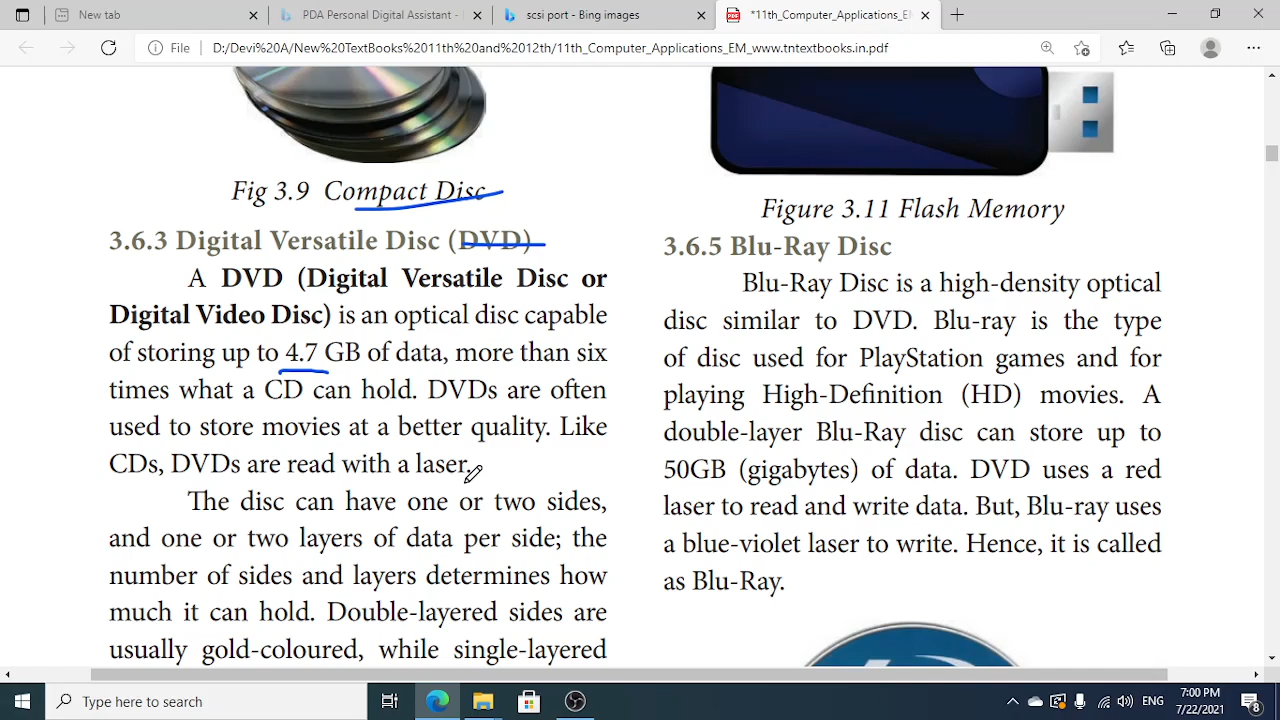 New tab
PDA Personal Digital Assistant -
scsi port - Bing images
*11th_Computer_Applications_EM
File
D:/Devi%20A/New%20TextBooks%2011th%20and%2012th/11th_Computer_Applications_EM_www.tntextbooks.in.pdf
Fig 3.9 Compact Disc
3.6.3 Digital Versatile Disc (DVD)
A DVD (Digital Versatile Disc or
Digital Video Disc) is an optical disc capable
of storing up to 4.7 GB of data, more than six
times what a CD can hold. DVDs are often
used to store movies at a better quality. Like
CDs, DVDs are read with a laser.
The disc can have one or two sides,
and one or two layers of data per side; the
number of sides and layers determines how
much it can hold. Double-layered sides are
usually gold-coloured, while single-layered
Figure 3.11 Flash Memory
3.6.5 Blu-Ray Disc
Blu-Ray Disc is a high-density optical
disc similar to DVD. Blu-ray is the type
of disc used for PlayStation games and for
playing High-Definition (HD) movies. A
double-layer Blu-Ray disc can store up to
50GB (gigabytes) of data. DVD uses a red
laser to read and write data. But, Blu-ray uses
a blue-violet laser to write. Hence, it is called
as Blu-Ray.
Type here to search
ENG
7:00 PM
7/22/2021
8